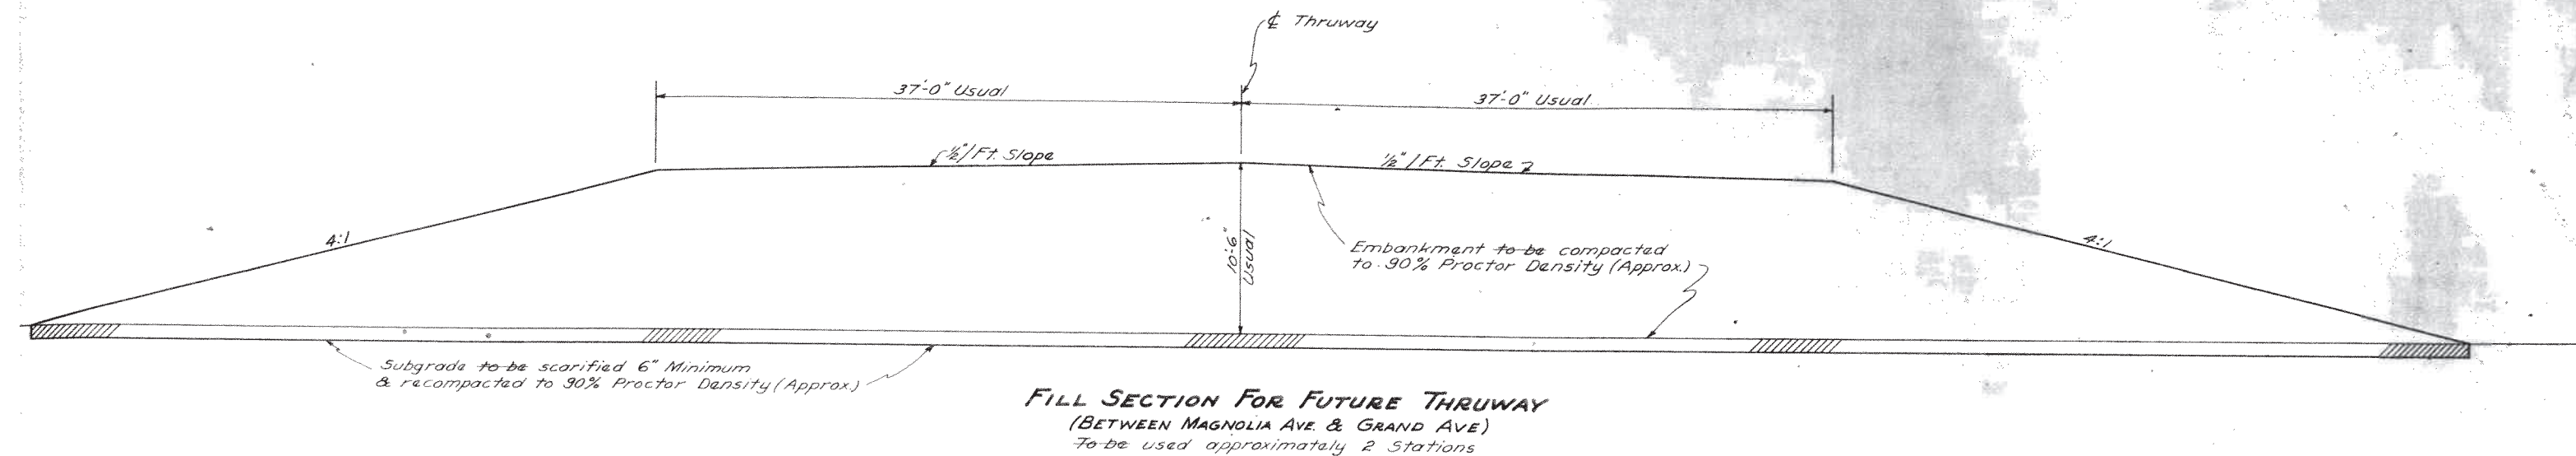 ℄ Thruway
37'-0" Usual
37'-0" Usual
½"/Ft. Slope
½"/Ft. Slope
4:1
10'-6"
Usual
4:1
Embankment to be compacted
to 90% Proctor Density (Approx.)
Subgrade to be scarified 6" Minimum
& recompacted to 90% Proctor Density (Approx.)
FILL SECTION FOR FUTURE THRUWAY
(BETWEEN MAGNOLIA AVE. & GRAND AVE)
To be used approximately 2 Stations